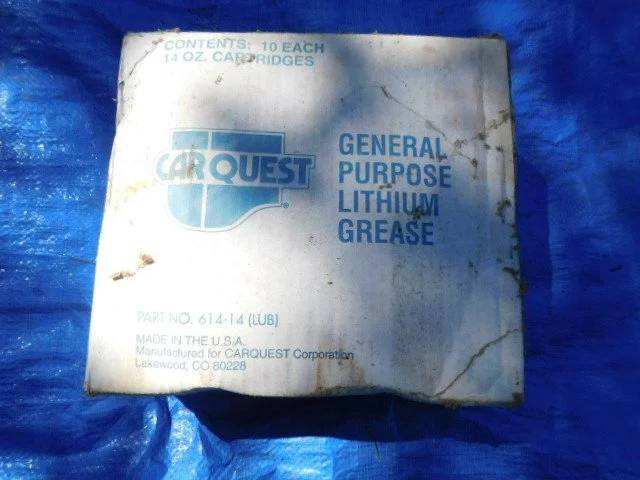 CONTENTS: 10 EACH
14 OZ. CARTRIDGES
CARQUEST
®
GENERAL
PURPOSE
LITHIUM
GREASE
PART NO. 614-14 (LUB)
MADE IN THE U.S.A.
Manufactured for CARQUEST Corporation
Lakewood, CO 80228